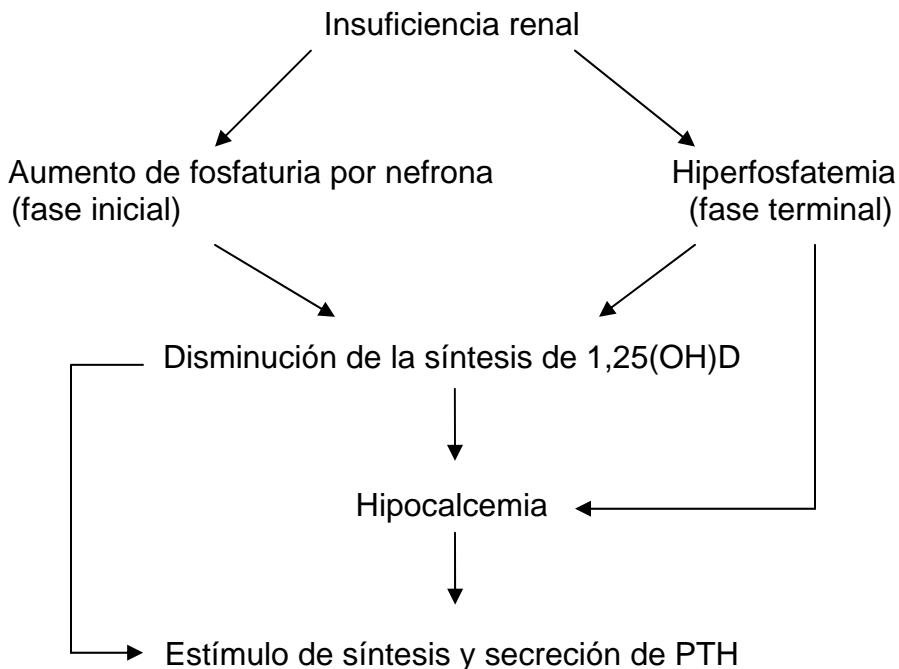 Insuficiencia renal
Aumento de fosfaturia por nefrona
(fase inicial)
Hiperfosfatemia
(fase terminal)
Disminución de la síntesis de 1,25(OH)D
Hipocalcemia
Estímulo de síntesis y secreción de PTH